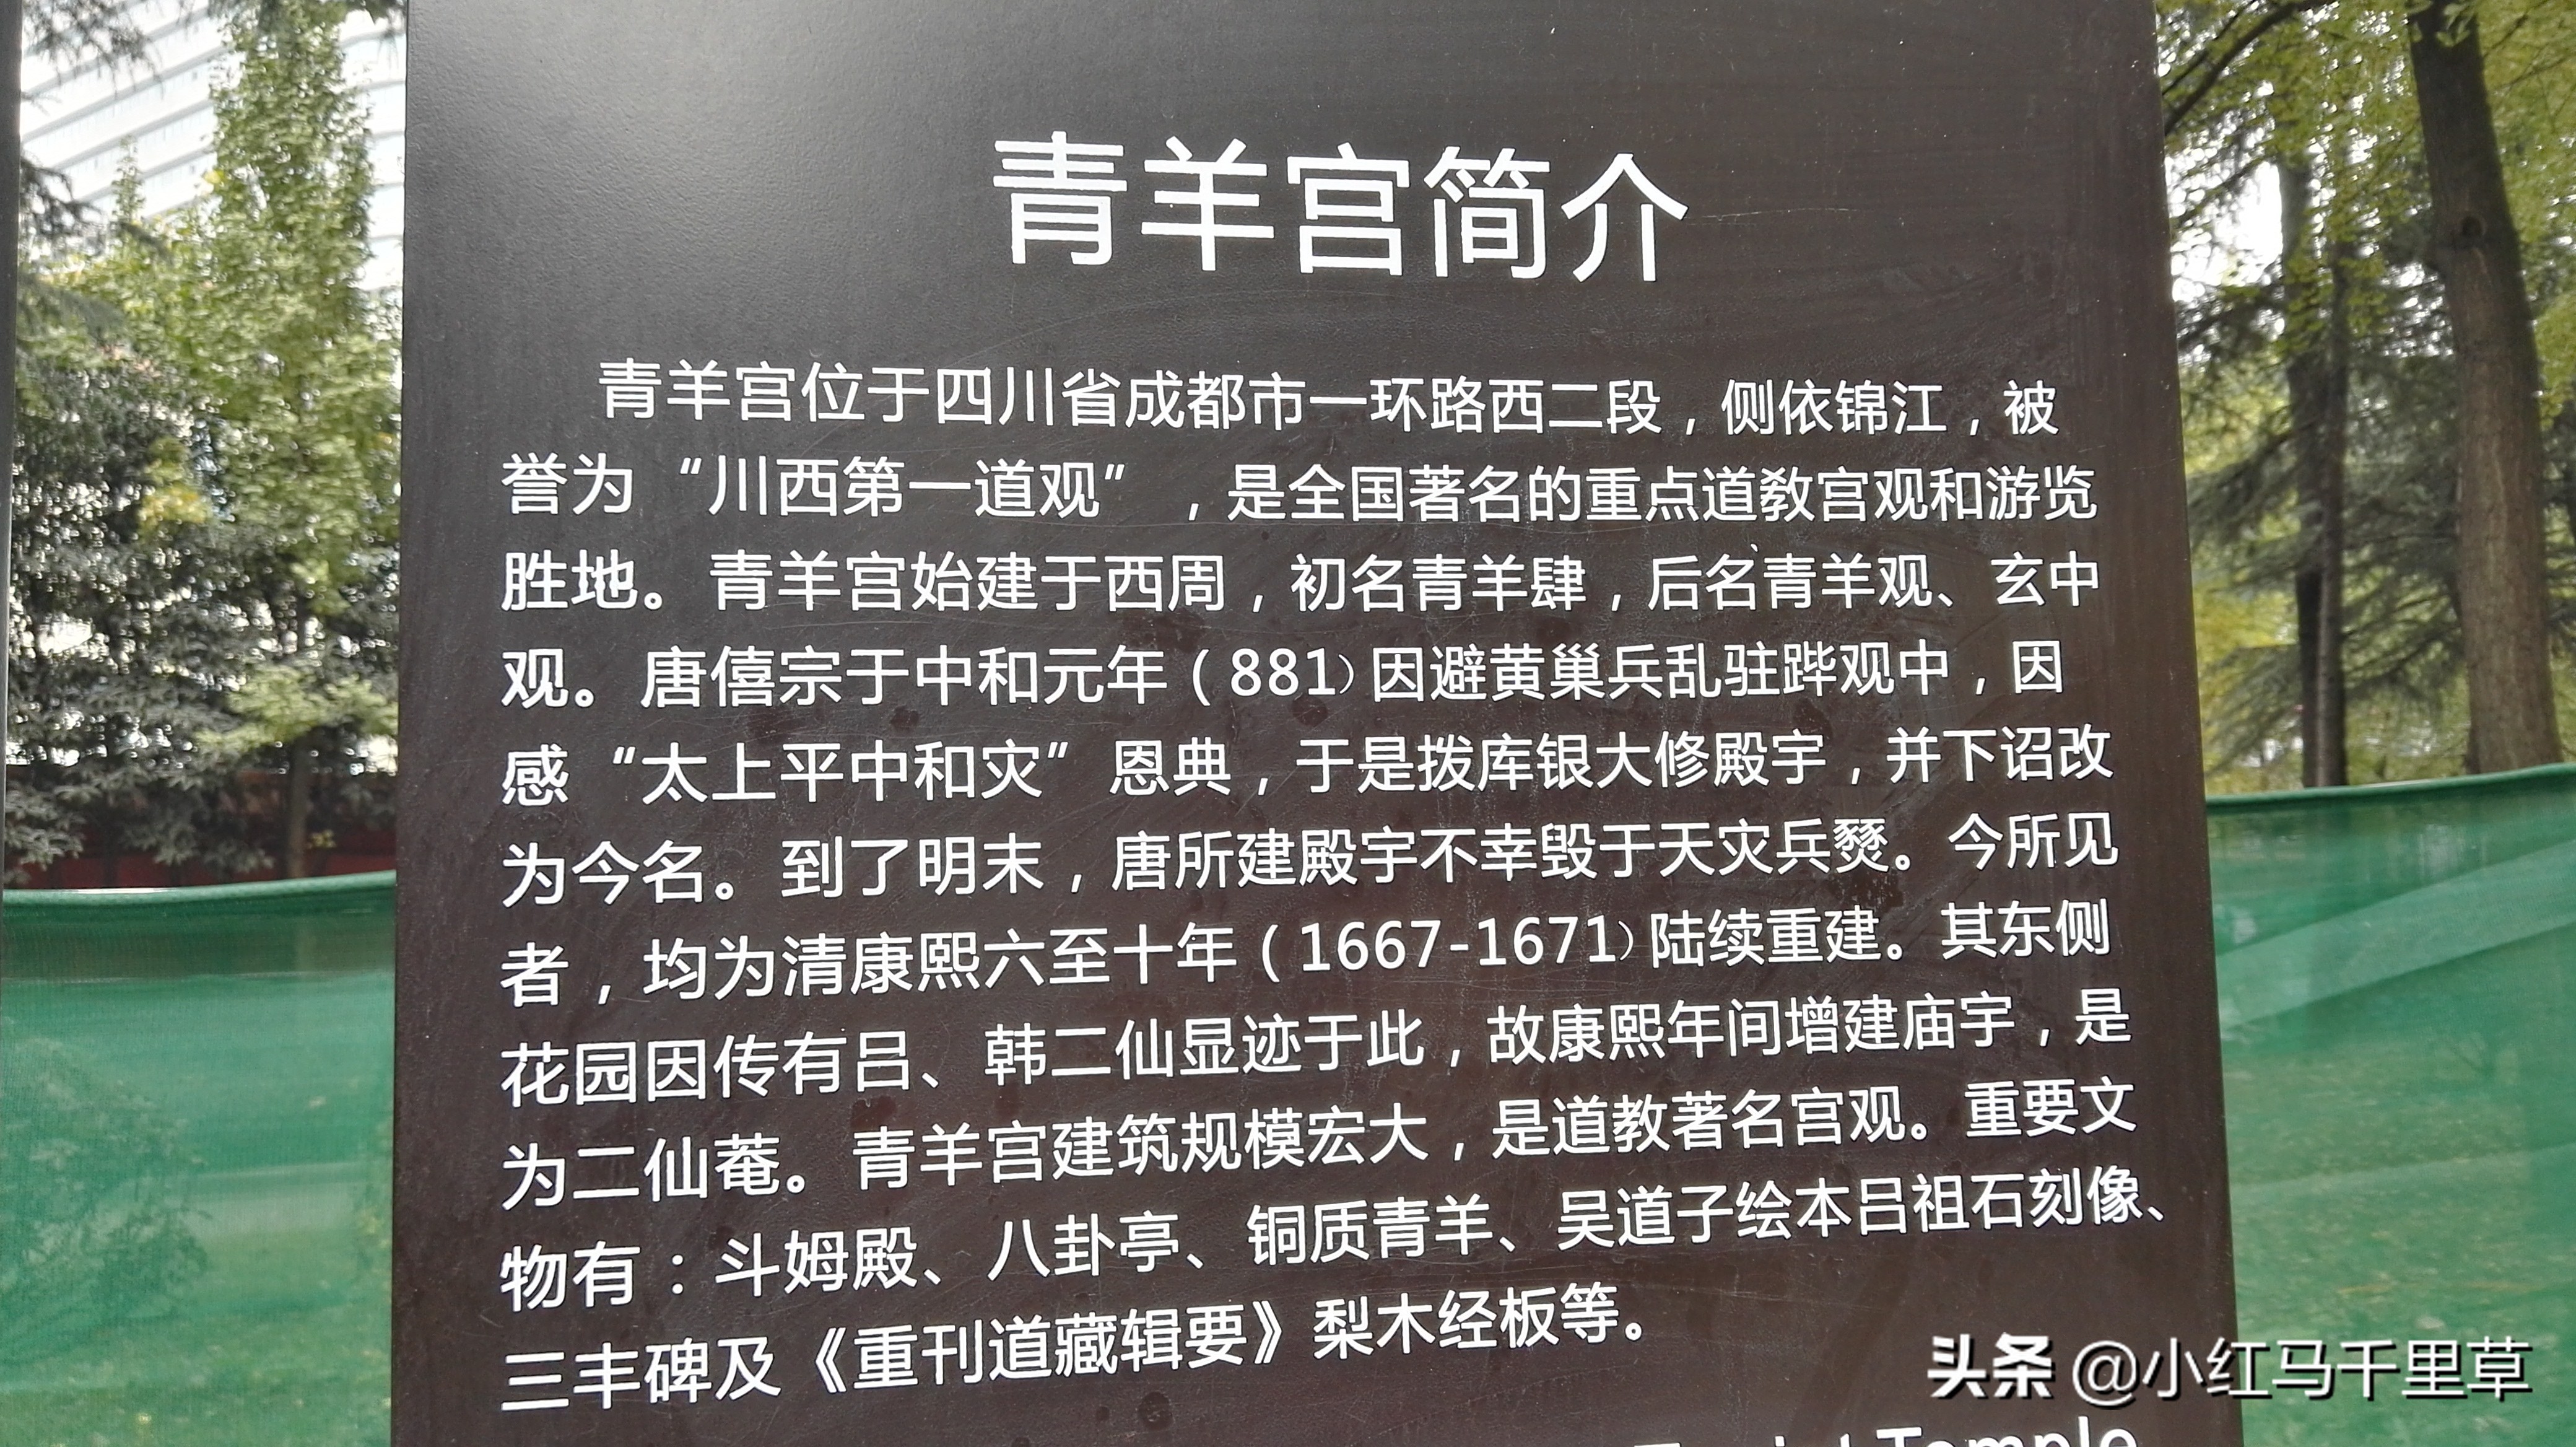 青羊宫简介
青羊宫位于四川省成都市一环路西二段，侧依锦江，被
誉为“川西第一道观”，是全国著名的重点道教宫观和游览
胜地。青羊宫始建于西周，初名青羊肆，后名青羊观、玄中
观。唐僖宗于中和元年（881）因避黄巢兵乱驻跸观中，因
感“太上平中和灾”恩典，于是拨库银大修殿宇，并下诏改
为今名。到了明末，唐所建殿宇不幸毁于天灾兵燹。今所见
者，均为清康熙六至十年（1667-1671）陆续重建。其东侧
花园因传有吕、韩二仙显迹于此，故康熙年间增建庙宇，是
为二仙菴。青羊宫建筑规模宏大，是道教著名宫观。重要文
物有：斗姆殿、八卦亭、铜质青羊、吴道子绘本吕祖石刻像、
三丰碑及《重刊道藏辑要》梨木经板等。
Taoist Temple
头条 @小红马千里草